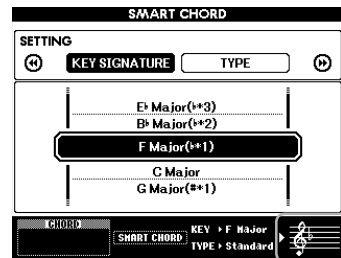 SMART CHORD
SETTING
KEY SIGNATURE TYPE
E♭ Major(♭*3)
B♭ Major(♭*2)
F Major(♭*1)
C Major
G Major(#*1)
CHORD
SMART CHORD
KEY ▸ F Major
TYPE ▸ Standard